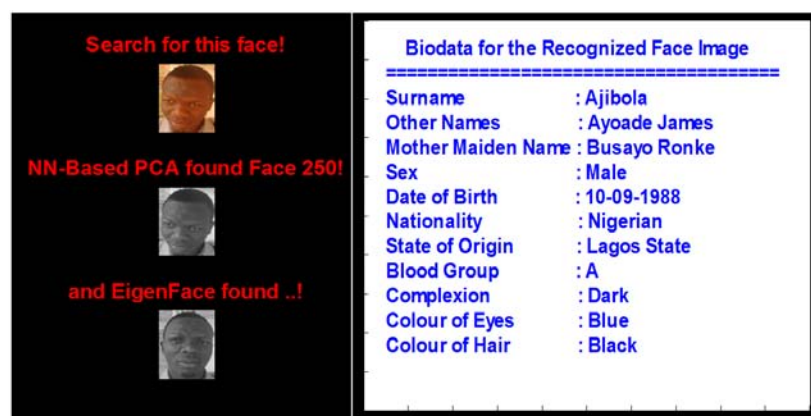 Search for this face!
NN-Based PCA found Face 250!
and EigenFace found ..!
Biodata for the Recognized Face Image
======================================
Surname : Ajibola
Other Names : Ayoade James
Mother Maiden Name : Busayo Ronke
Sex : Male
Date of Birth : 10-09-1988
Nationality : Nigerian
State of Origin : Lagos State
Blood Group : A
Complexion : Dark
Colour of Eyes : Blue
Colour of Hair : Black